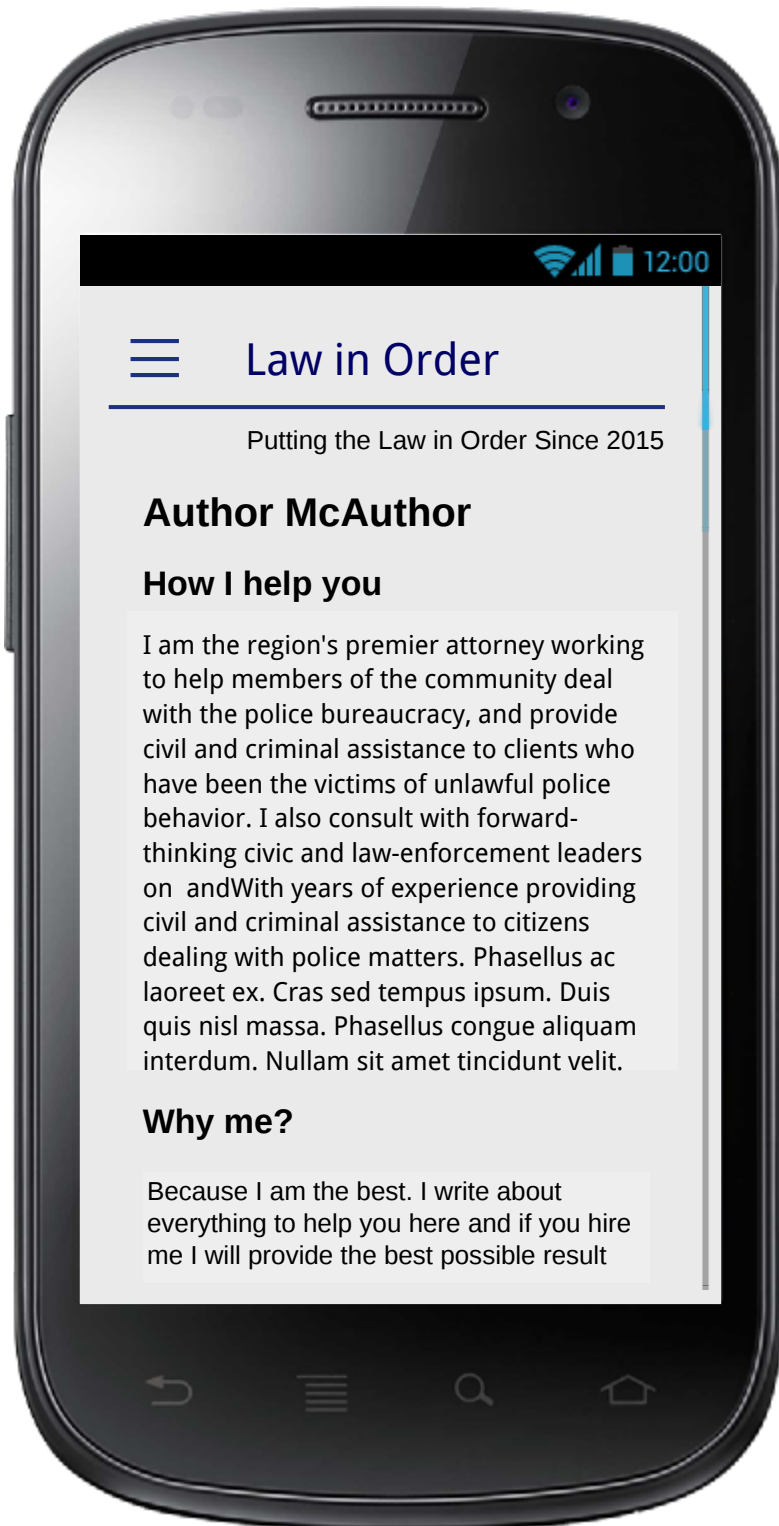 12:00
Law in Order
Putting the Law in Order Since 2015
Author McAuthor
How I help you
I am the region's premier attorney working
to help members of the community deal
with the police bureaucracy, and provide
civil and criminal assistance to clients who
have been the victims of unlawful police
behavior. I also consult with forward-
thinking civic and law-enforcement leaders
on  andWith years of experience providing
civil and criminal assistance to citizens
dealing with police matters. Phasellus ac
laoreet ex. Cras sed tempus ipsum. Duis
quis nisl massa. Phasellus congue aliquam
interdum. Nullam sit amet tincidunt velit.
Why me?
Because I am the best. I write about
everything to help you here and if you hire
me I will provide the best possible result